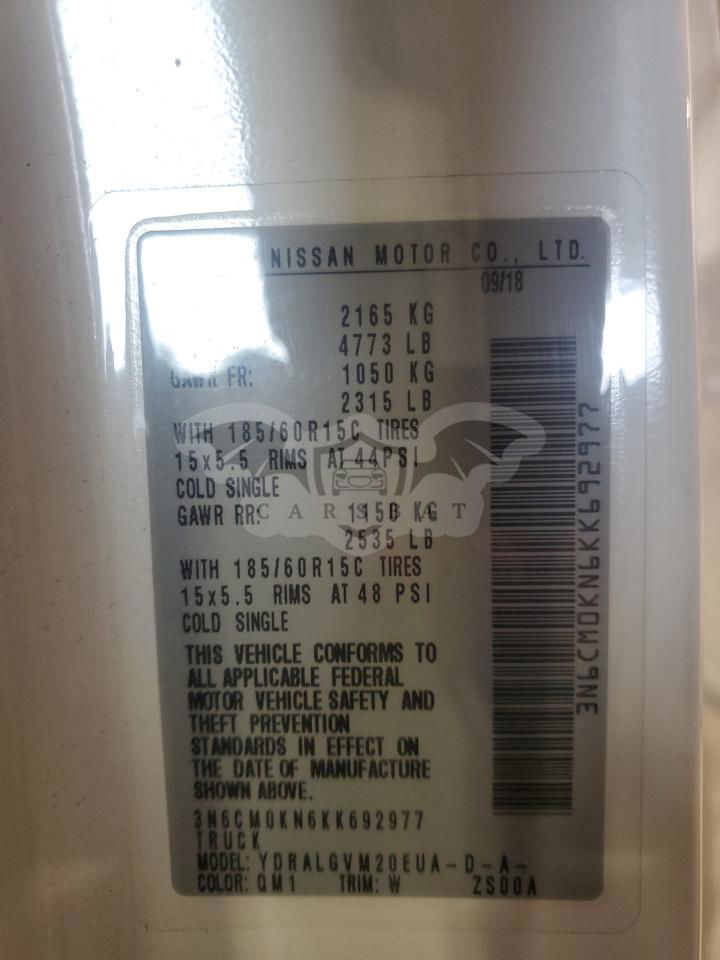 NISSAN MOTOR CO., LTD.
09/18
2165 KG
4773 LB
GAWR FR: 1050 KG
2315 LB
WITH 185/60R15C TIRES
15x5.5 RIMS AT 44PSI
COLD SINGLE
CARSBAT
GAWR RR: 1150 KG
2535 LB
WITH 185/60R15C TIRES
15x5.5 RIMS AT 48 PSI
COLD SINGLE
THIS VEHICLE CONFORMS TO
ALL APPLICABLE FEDERAL
MOTOR VEHICLE SAFETY AND
THEFT PREVENTION
STANDARDS IN EFFECT ON
THE DATE OF MANUFACTURE
SHOWN ABOVE.
3N6CM0KN6KK692977
TRUCK
MODEL: YDRALGVM20EUA-D-A-
COLOR: QM1 TRIM: W ZS00A
3N6CM0KN6KK692977